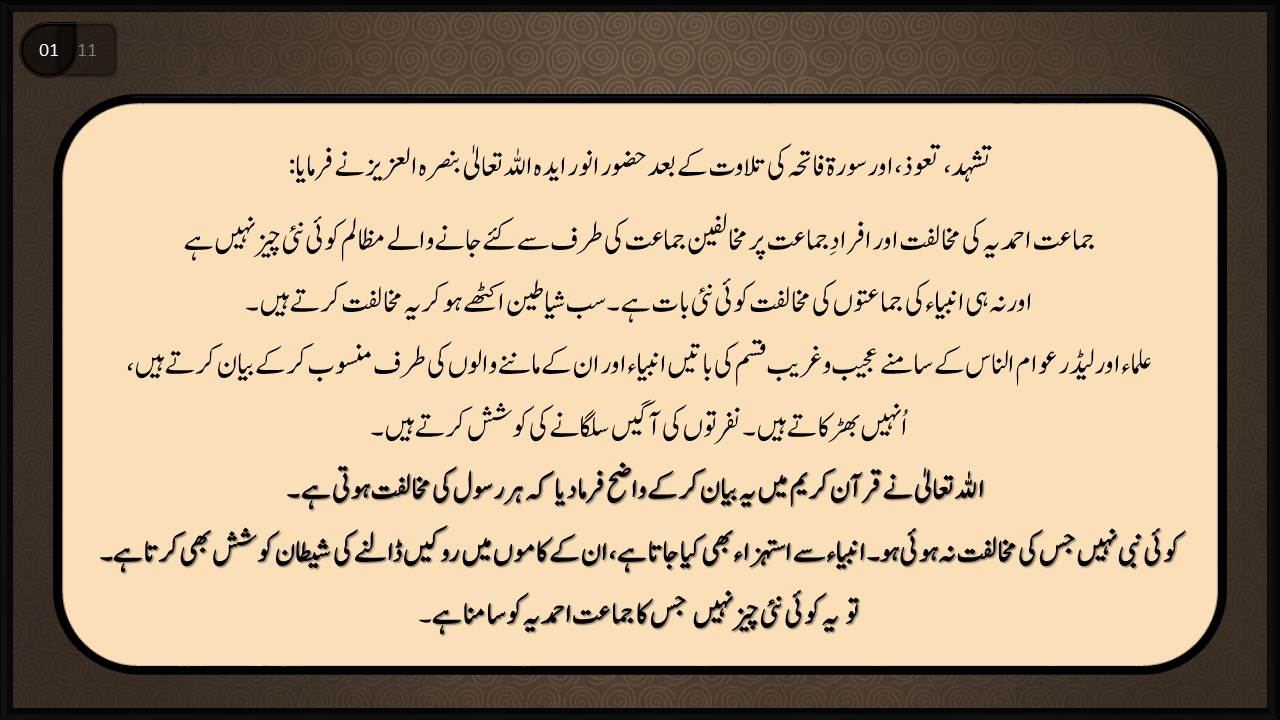 01 11
تشہد، تعوذ، اور سورۃ فاتحہ کی تلاوت کے بعد حضور انور ایدہ اللہ تعالیٰ بنصرہ العزیز نے فرمایا:
جماعت احمدیہ کی مخالفت اور افرادِ جماعت پر مخالفین جماعت کی طرف سے کئے جانے والے مظالم کوئی نئی چیز نہیں ہے
اور نہ ہی انبیاء کی جماعتوں کی مخالفت کوئی نئی بات ہے۔ سب شیاطین اکٹھے ہو کر یہ مخالفت کرتے ہیں۔
علماء اور لیڈر عوام الناس کے سامنے عجیب و غریب قسم کی باتیں انبیاء اور ان کے ماننے والوں کی طرف منسوب کر کے بیان کرتے ہیں،
اُنہیں بھڑکاتے ہیں۔ نفرتوں کی آگیں سلگانے کی کوشش کرتے ہیں۔
اللہ تعالیٰ نے قرآن کریم میں یہ بیان کر کے واضح فرما دیا کہ ہر رسول کی مخالفت ہوتی ہے۔
کوئی نبی نہیں جس کی مخالفت نہ ہوئی ہو۔ انبیاء سے استہزاء بھی کیا جاتا ہے، ان کے کاموں میں روکیں ڈالنے کی شیطان کوشش بھی کرتا ہے۔
تو یہ کوئی نئی چیز نہیں جس کا جماعت احمدیہ کو سامنا ہے۔